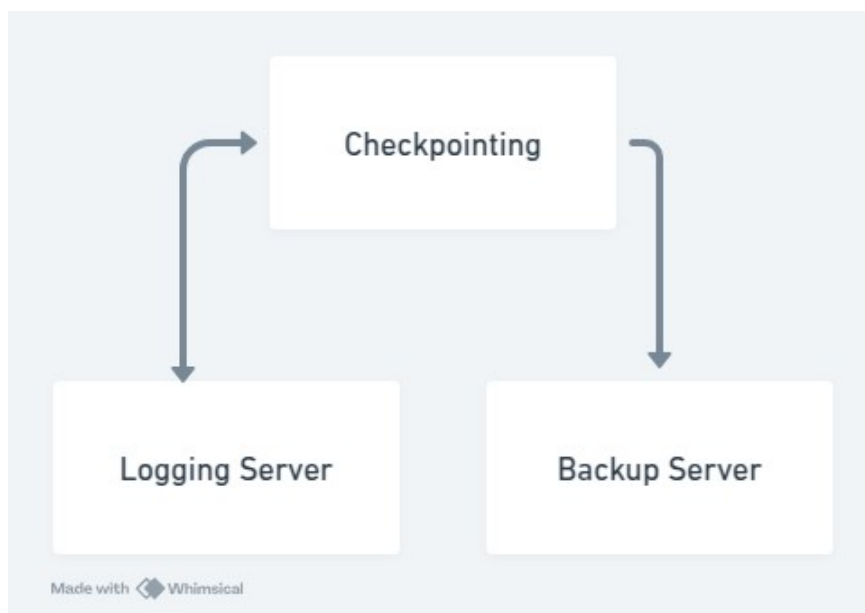 Checkpointing
Logging Server
Backup Server
Made with Whimsical